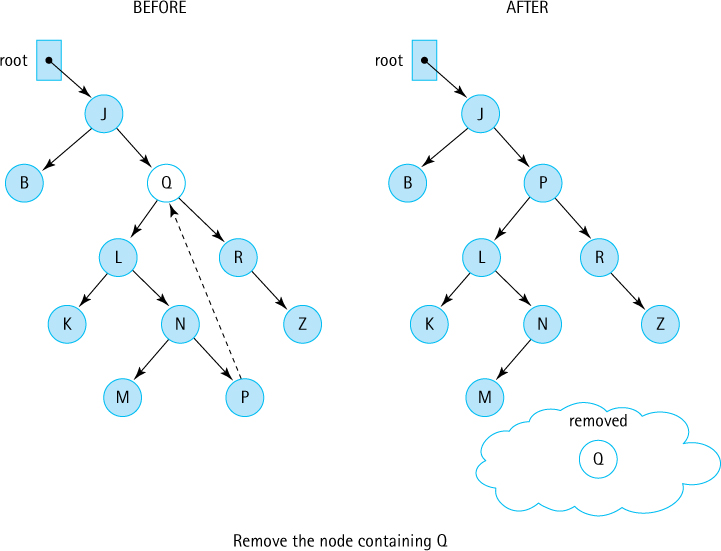 BEFORE
AFTER
root
root
J
J
B
Q
B
P
L
R
L
R
K
N
Z
K
N
Z
M
P
M
removed
Q
Remove the node containing Q